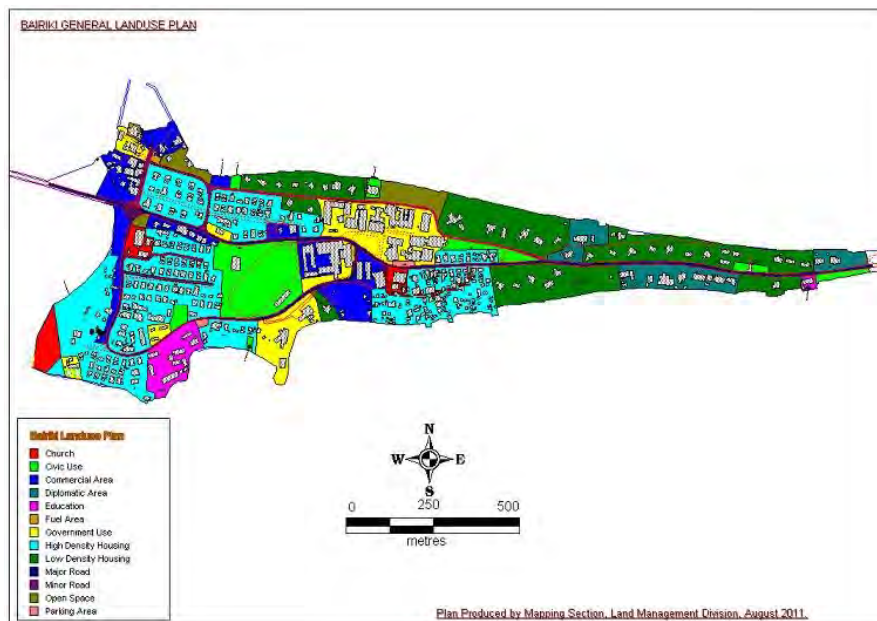 BAIRIKI GENERAL LANDUSE PLAN
Bairiki Landuse Plan
Church
Civic Use
Commercial Area
Diplomatic Area
Education
Fuel Area
Government Use
High Density Housing
Low Density Housing
Major Road
Minor Road
Open Space
Parking Area
N
W E
S
0 250 500
metres
Plan Produced by Mapping Section, Land Management Division, August 2011.